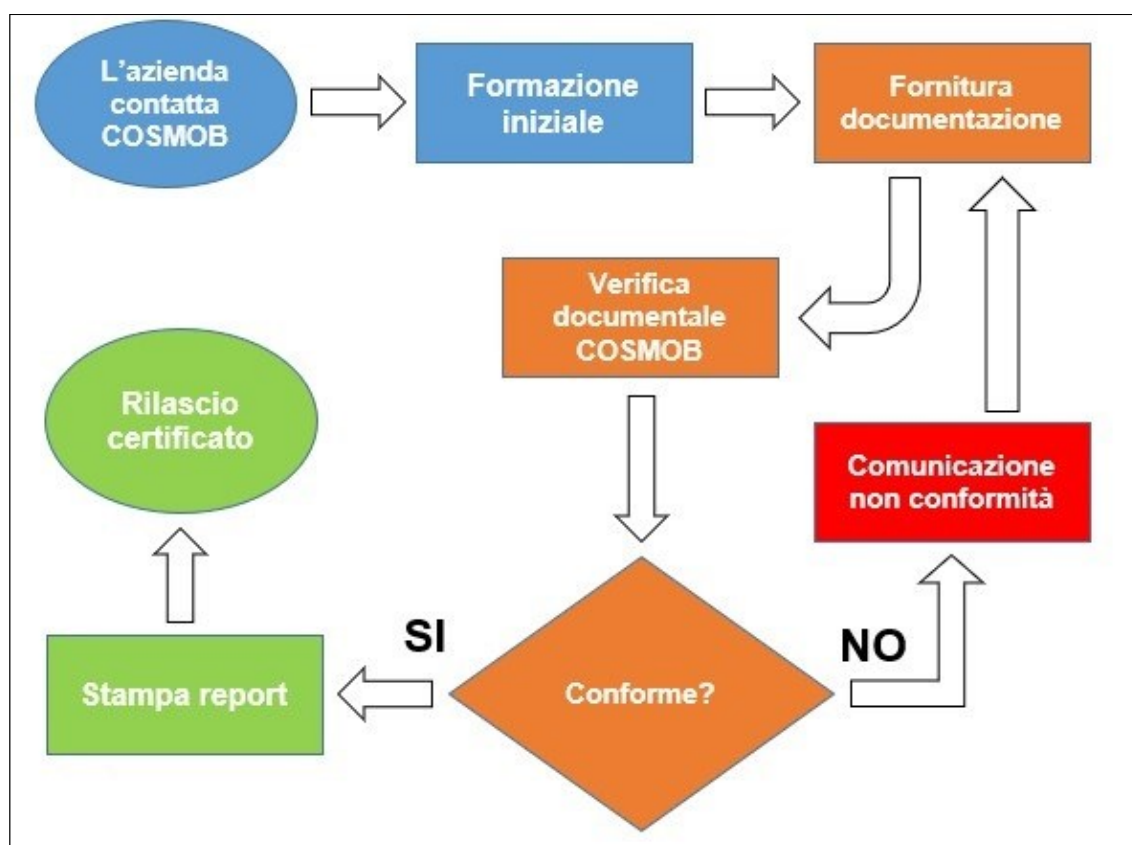 L'azienda
contatta
COSMOB
Formazione
iniziale
Fornitura
documentazione
Verifica
documentale
COSMOB
Rilascio
certificato
Comunicazione
non conformità
SI
NO
Stampa report
Conforme?